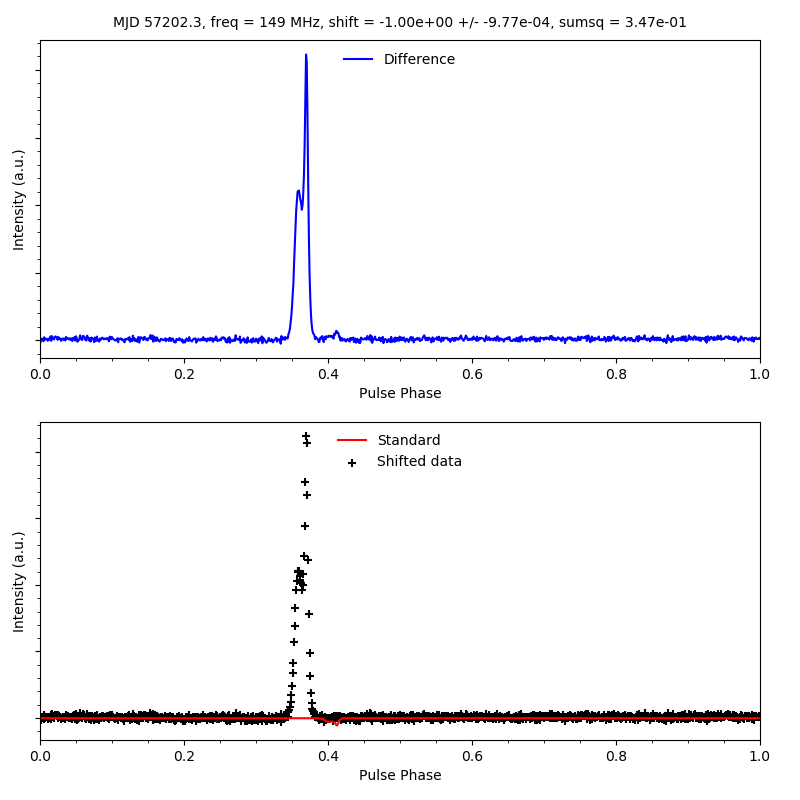 MJD 57202.3, freq = 149 MHz, shift = -1.00e+00 +/- -9.77e-04, sumsq = 3.47e-01
Difference
Intensity (a.u.)
0.0 0.2 0.4 0.6 0.8 1.0
Pulse Phase
Standard
Shifted data
Intensity (a.u.)
0.0 0.2 0.4 0.6 0.8 1.0
Pulse Phase